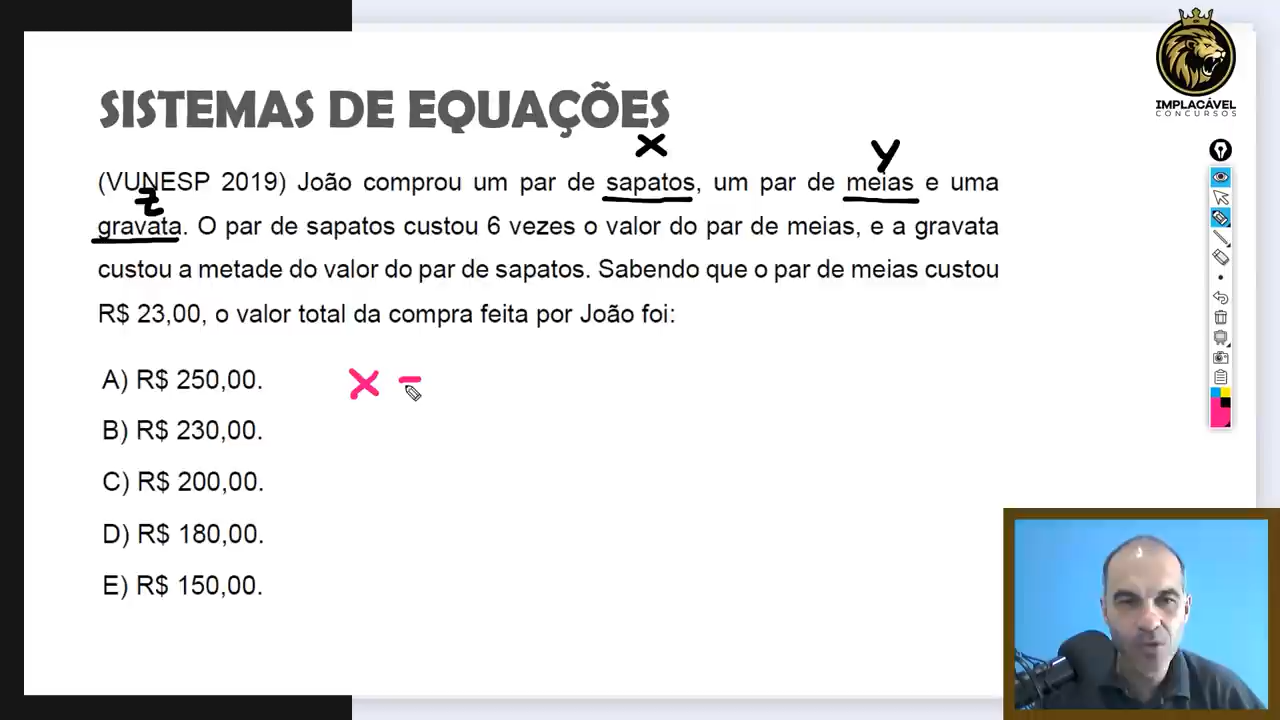 IMPLACÁVEL
CONCURSOS
SISTEMAS DE EQUAÇÕES
x
y
(VUNESP 2019) João comprou um par de sapatos, um par de meias e uma
z
gravata. O par de sapatos custou 6 vezes o valor do par de meias, e a gravata
custou a metade do valor do par de sapatos. Sabendo que o par de meias custou
R$ 23,00, o valor total da compra feita por João foi:
A) R$ 250,00.
x -
B) R$ 230,00.
C) R$ 200,00.
D) R$ 180,00.
E) R$ 150,00.